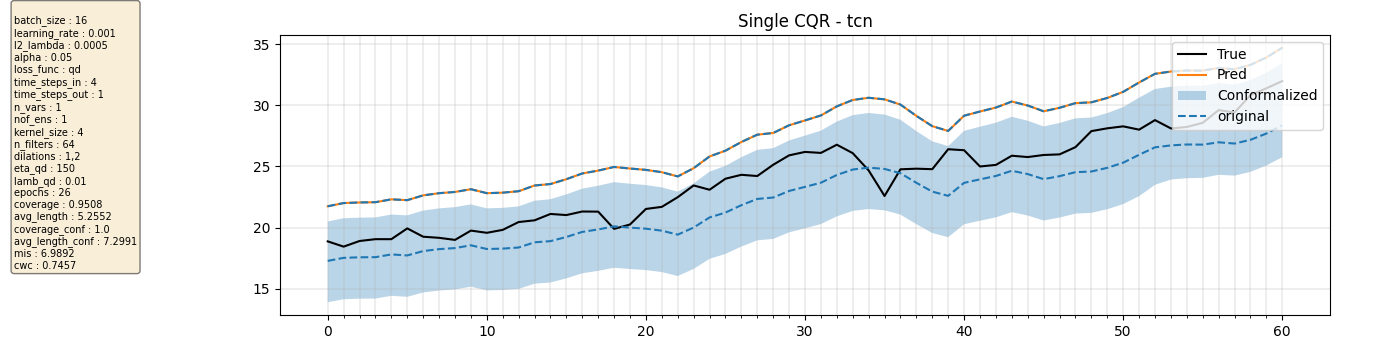 batch_size : 16
learning_rate : 0.001
l2_lambda : 0.0005
alpha : 0.05
loss_func : qd
time_steps_in : 4
time_steps_out : 1
n_vars : 1
nof_ens : 1
kernel_size : 4
n_filters : 64
dilations : 1,2
eta_qd : 150
lamb_qd : 0.01
epochs : 26
coverage : 0.9508
avg_length : 5.2552
coverage_conf : 1.0
avg_length_conf : 7.2991
mis : 6.9892
cwc : 0.7457
Single CQR - tcn
35
30
25
20
15
0 10 20 30 40 50 60
True
Pred
Conformalized
original